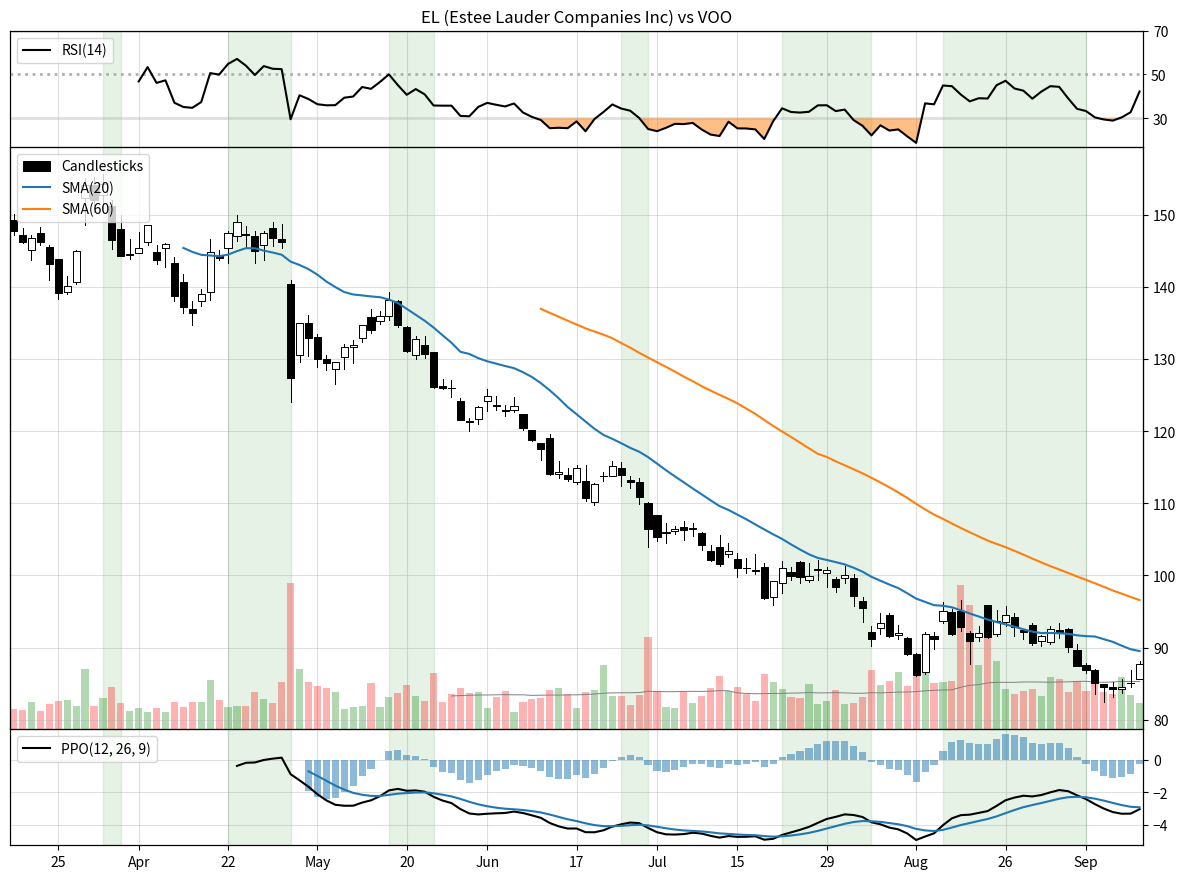 EL (Estee Lauder Companies Inc) vs VOO
RSI(14)
70
50
30
Candlesticks
SMA(20)
SMA(60)
150
140
130
120
110
100
90
80
PPO(12, 26, 9)
0
−2
−4
25 Apr 22 May 20 Jun 17 Jul 15 29 Aug 26 Sep